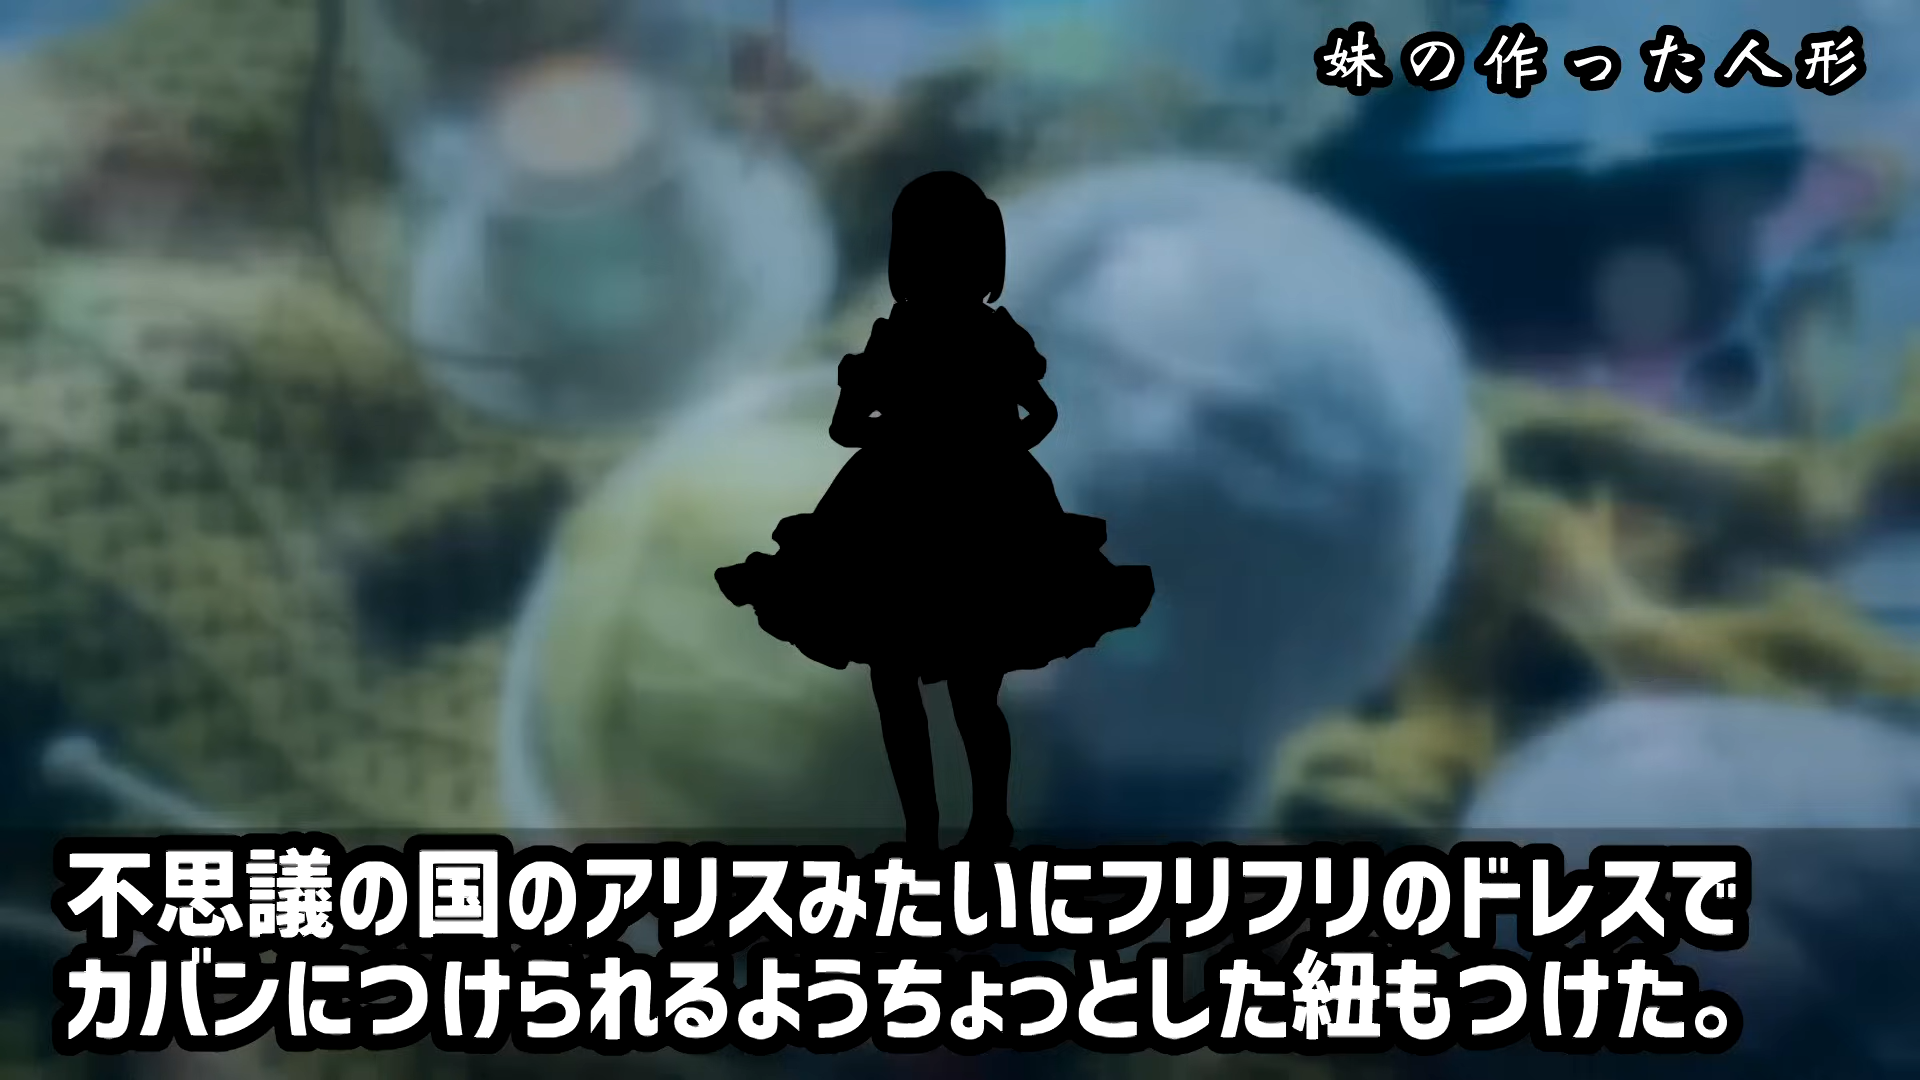 妹の作った人形
不思議の国のアリスみたいにフリフリのドレスで
カバンにつけられるようちょっとした紐もつけた。